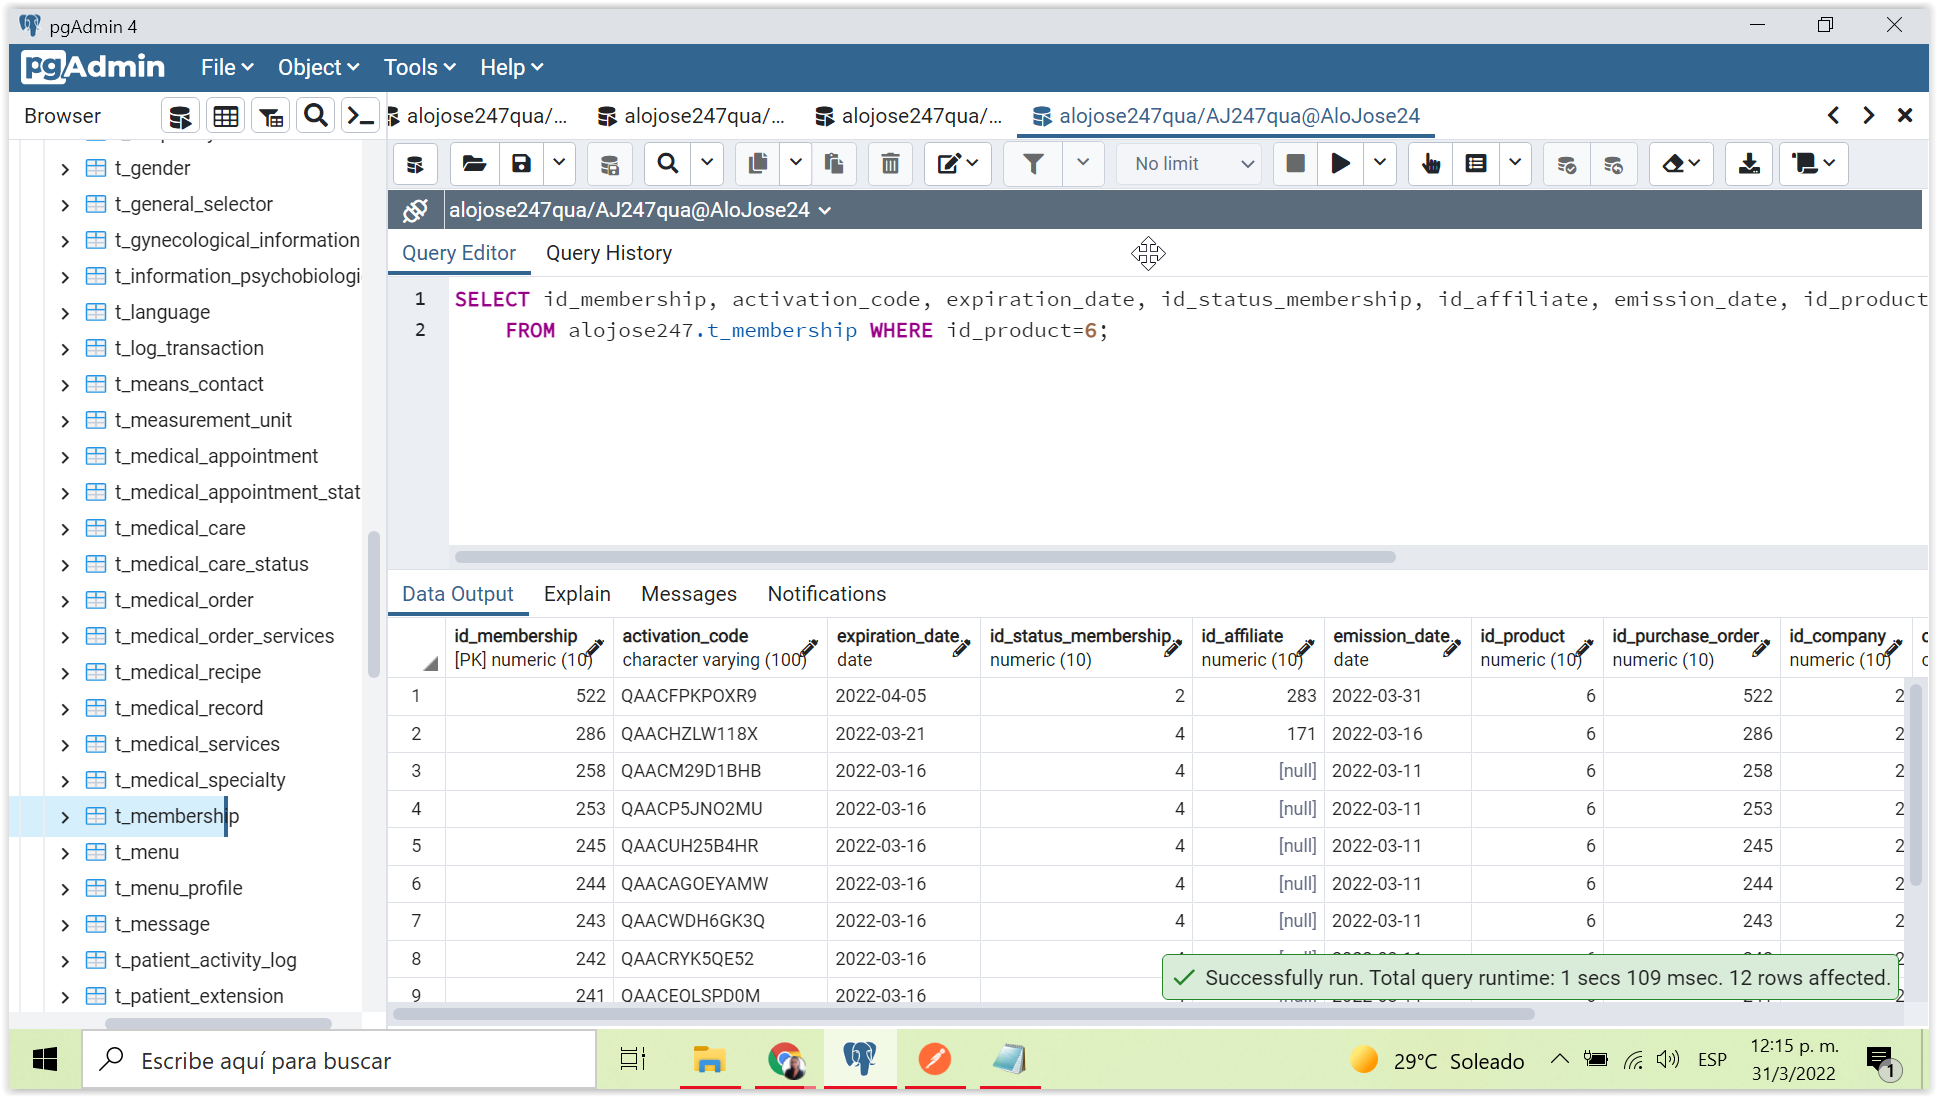 pgAdmin 4
pgAdmin File Object Tools Help
Browser
alojose247qua/... alojose247qua/... alojose247qua/... alojose247qua/AJ247qua@AloJose24
No limit
alojose247qua/AJ247qua@AloJose24
Query Editor Query History
1 SELECT id_membership, activation_code, expiration_date, id_status_membership, id_affiliate, emission_date, id_product
2 FROM alojose247.t_membership WHERE id_product=6;
t_gender
t_general_selector
t_gynecological_information
t_information_psychobiologi
t_language
t_log_transaction
t_means_contact
t_measurement_unit
t_medical_appointment
t_medical_appointment_stat
t_medical_care
t_medical_care_status
t_medical_order
t_medical_order_services
t_medical_recipe
t_medical_record
t_medical_services
t_medical_specialty
t_membership
t_menu
t_menu_profile
t_message
t_patient_activity_log
t_patient_extension
Data Output Explain Messages Notifications
id_membership activation_code expiration_date id_status_membership id_affiliate emission_date id_product id_purchase_order id_company
[PK] numeric (10) character varying (100) date numeric (10) numeric (10) date numeric (10) numeric (10) numeric (10)
1 522 QAACFPKPOXR9 2022-04-05 2 283 2022-03-31 6 522 2
2 286 QAACHZLW118X 2022-03-21 4 171 2022-03-16 6 286 2
3 258 QAACM29D1BHB 2022-03-16 4 [null] 2022-03-11 6 258 2
4 253 QAACP5JNO2MU 2022-03-16 4 [null] 2022-03-11 6 253 2
5 245 QAACUH25B4HR 2022-03-16 4 [null] 2022-03-11 6 245 2
6 244 QAACAGOEYAMW 2022-03-16 4 [null] 2022-03-11 6 244 2
7 243 QAACWDH6GK3Q 2022-03-16 4 [null] 2022-03-11 6 243 2
8 242 QAACRYK5QE52 2022-03-16
9 241 QAACEOLSPD0M 2022-03-16
Successfully run. Total query runtime: 1 secs 109 msec. 12 rows affected.
Escribe aquí para buscar
29°C Soleado
ESP
12:15 p. m.
31/3/2022
1